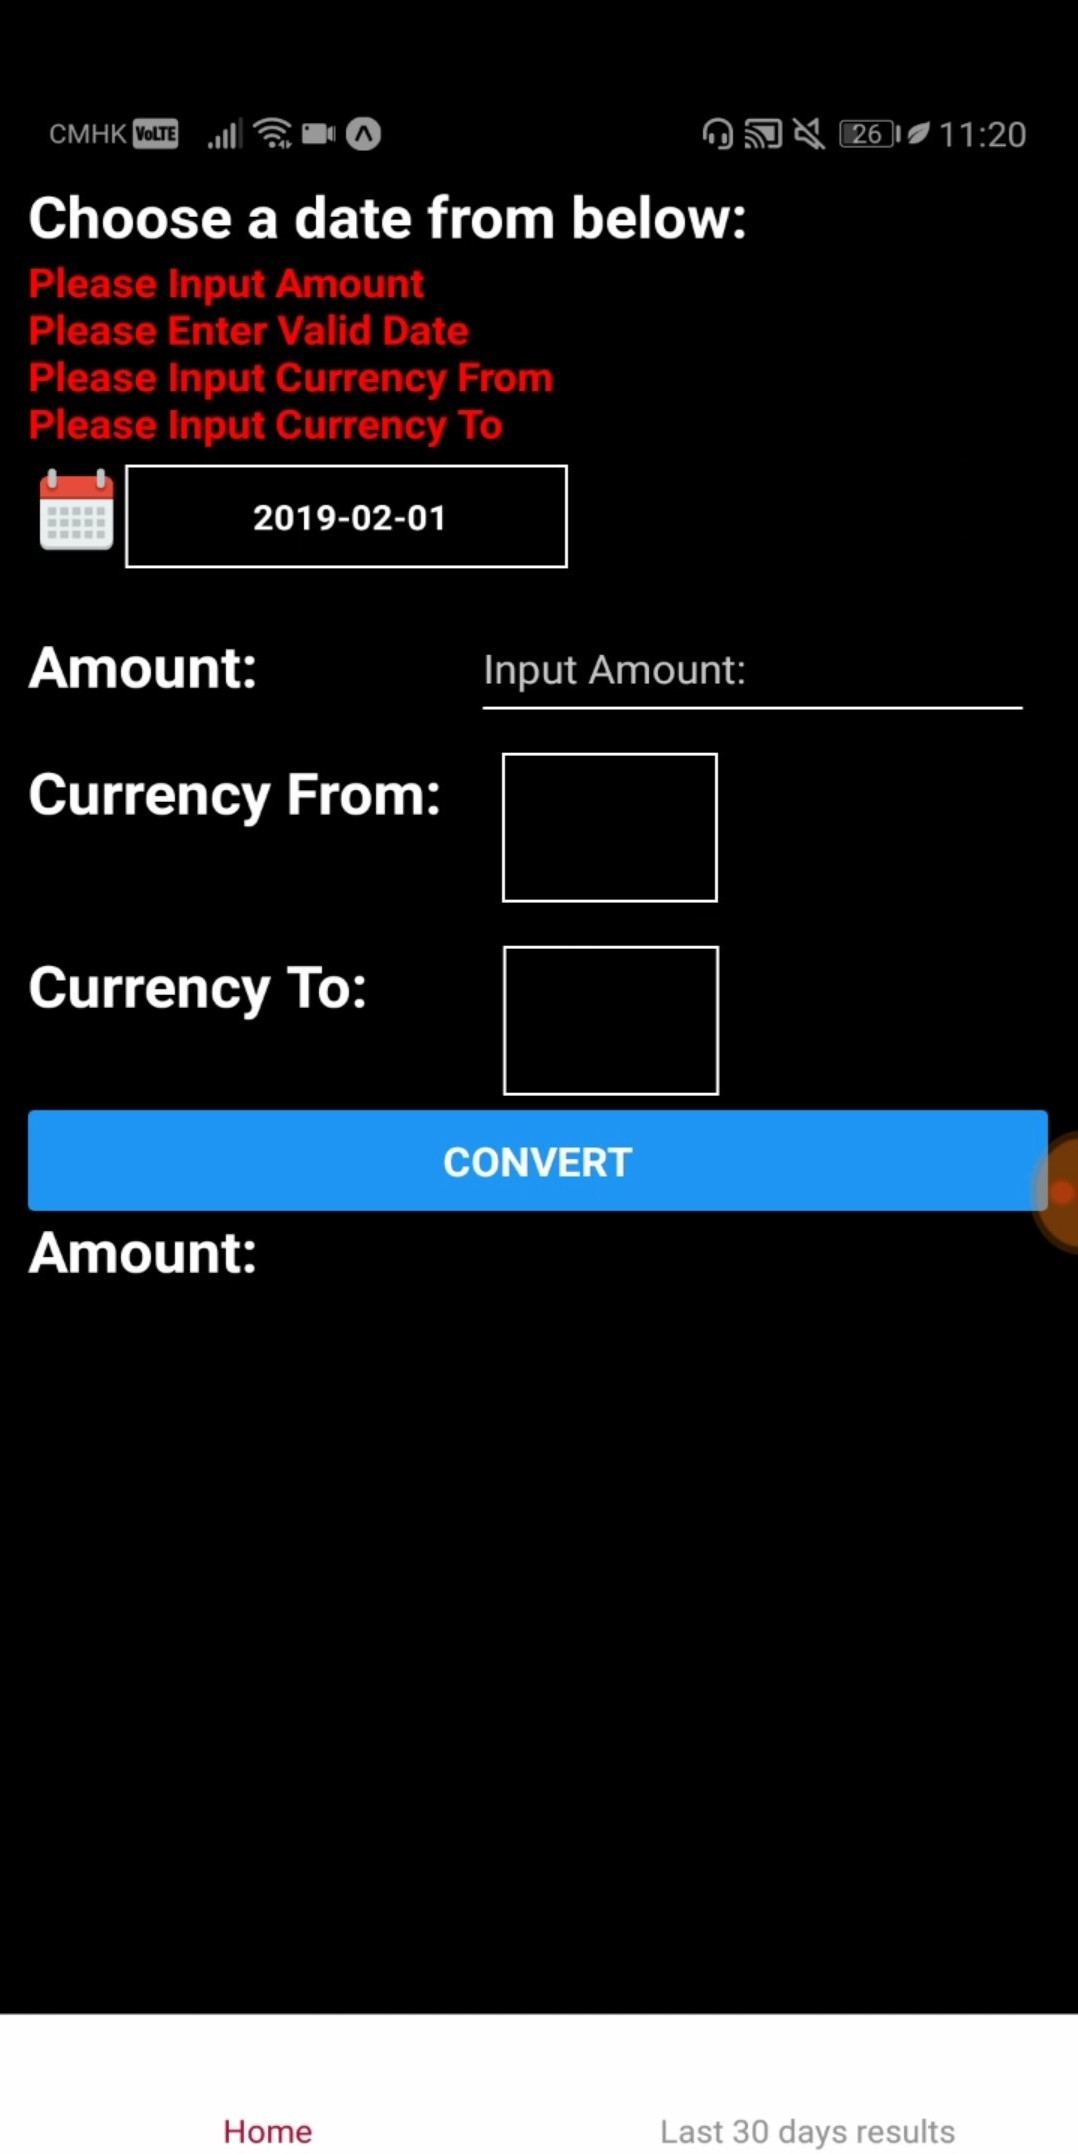 CMHK VoLTE 26 11:20
Choose a date from below:
Please Input Amount
Please Enter Valid Date
Please Input Currency From
Please Input Currency To
2019-02-01
Amount: Input Amount:
Currency From:
Currency To:
CONVERT
Amount:
Home Last 30 days results